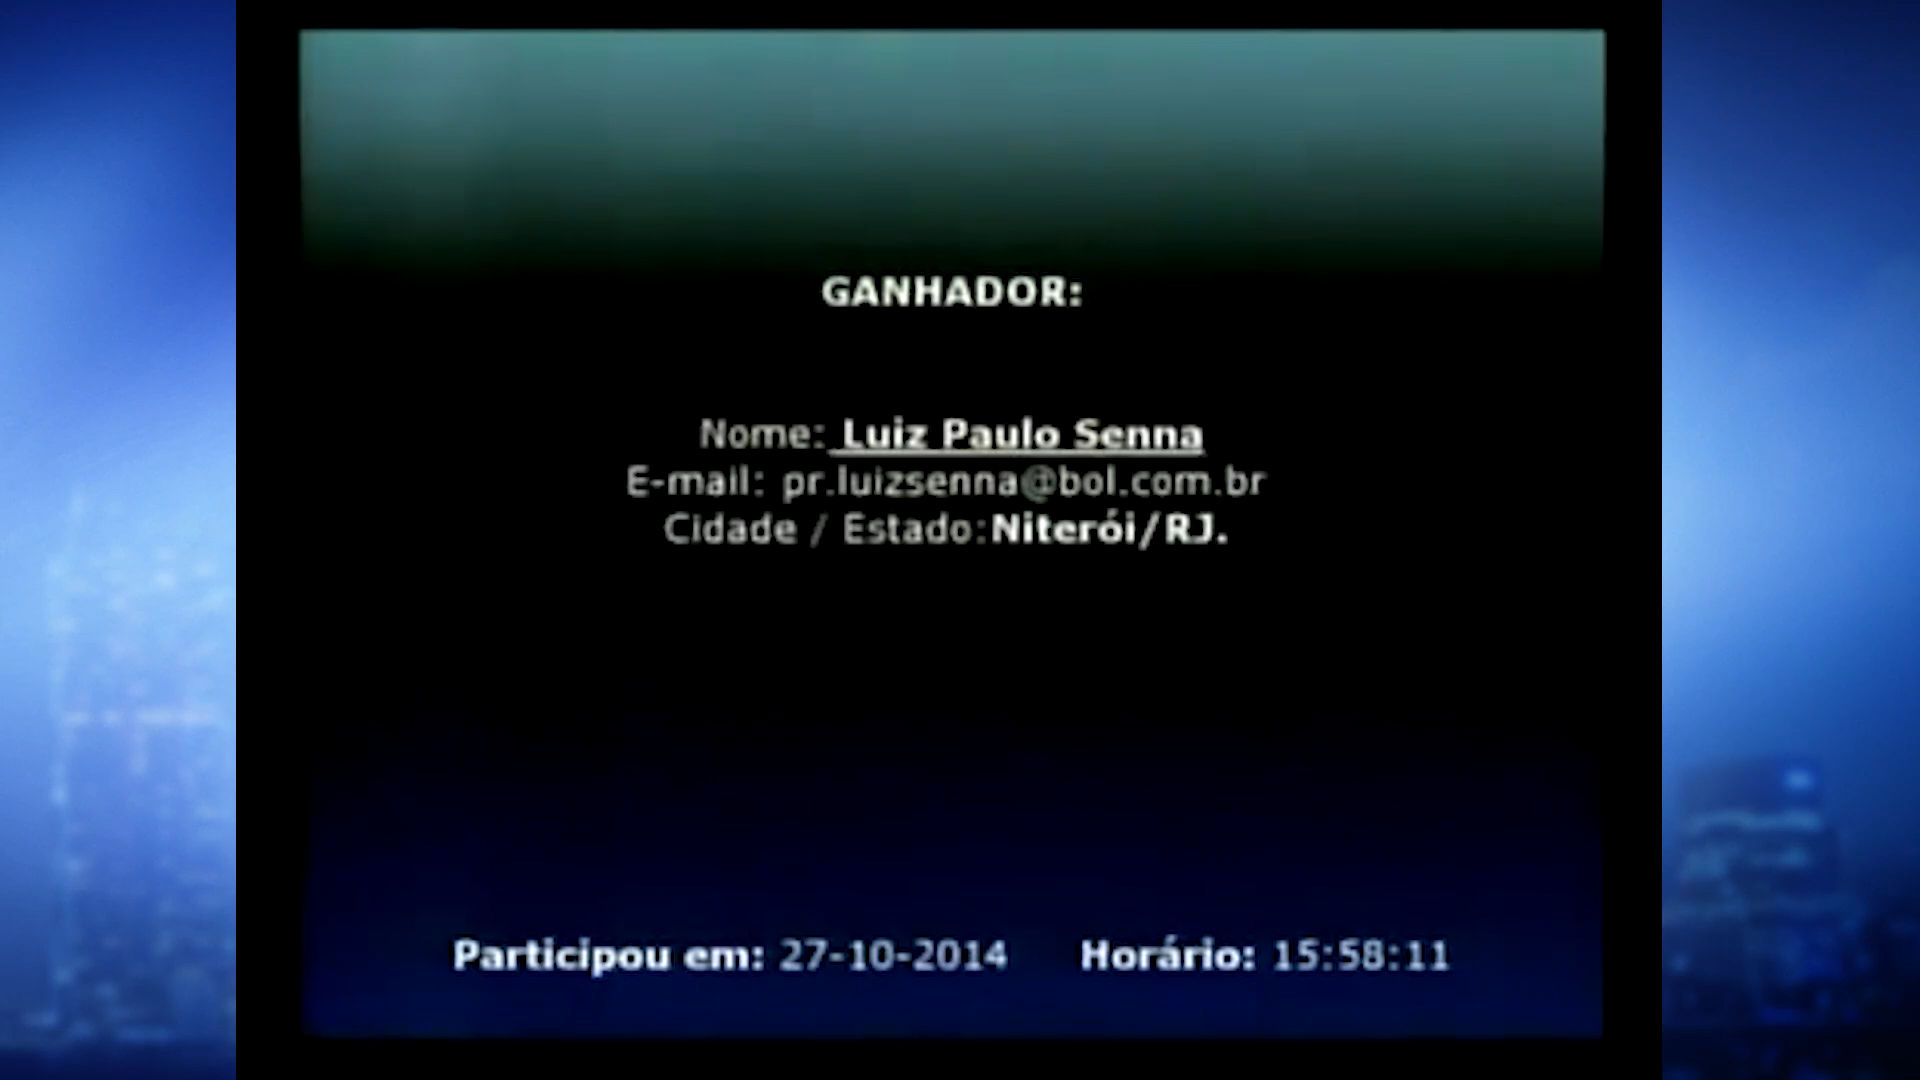 GANHADOR:
Nome: Luiz Paulo Senna
E-mail: pr.luizsenna@bol.com.br
Cidade / Estado:Niterói/RJ.
Participou em: 27-10-2014 Horário: 15:58:11